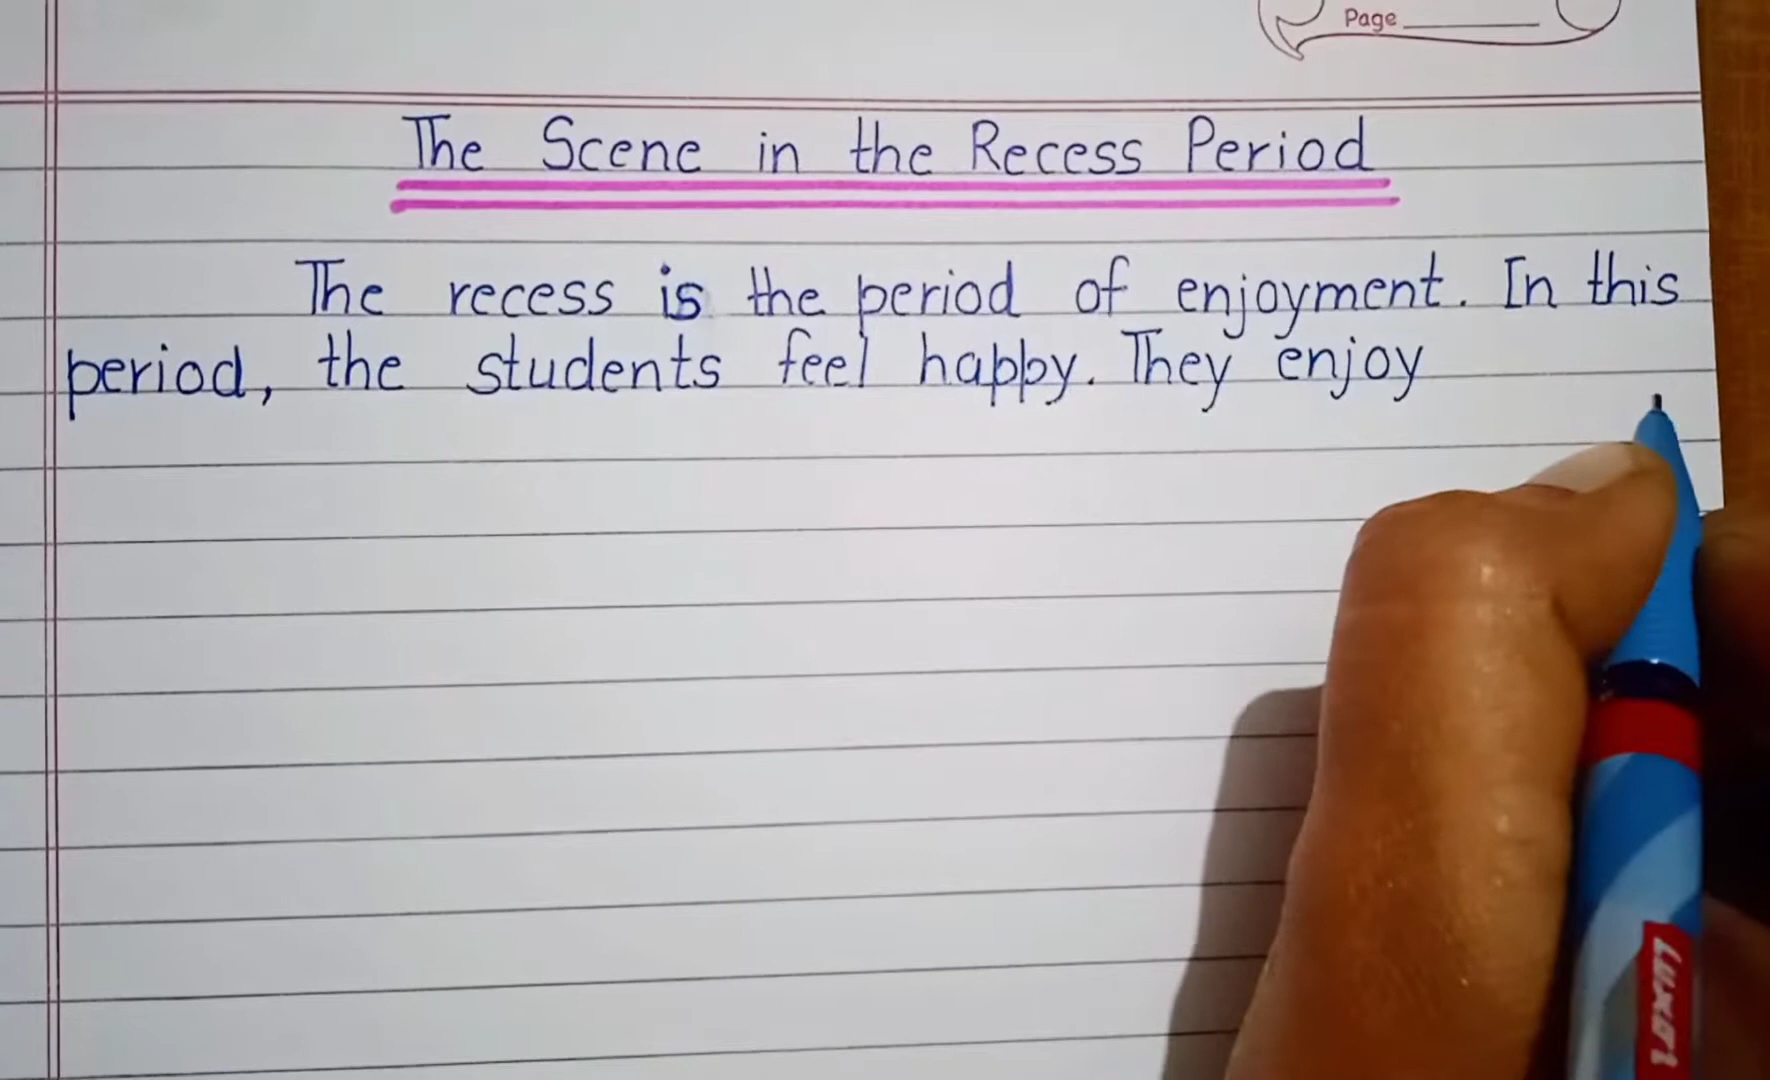 Page
The Scene in the Recess Period
The recess is the period of enjoyment. In this
period, the students feel happy. They enjoy
Luxor